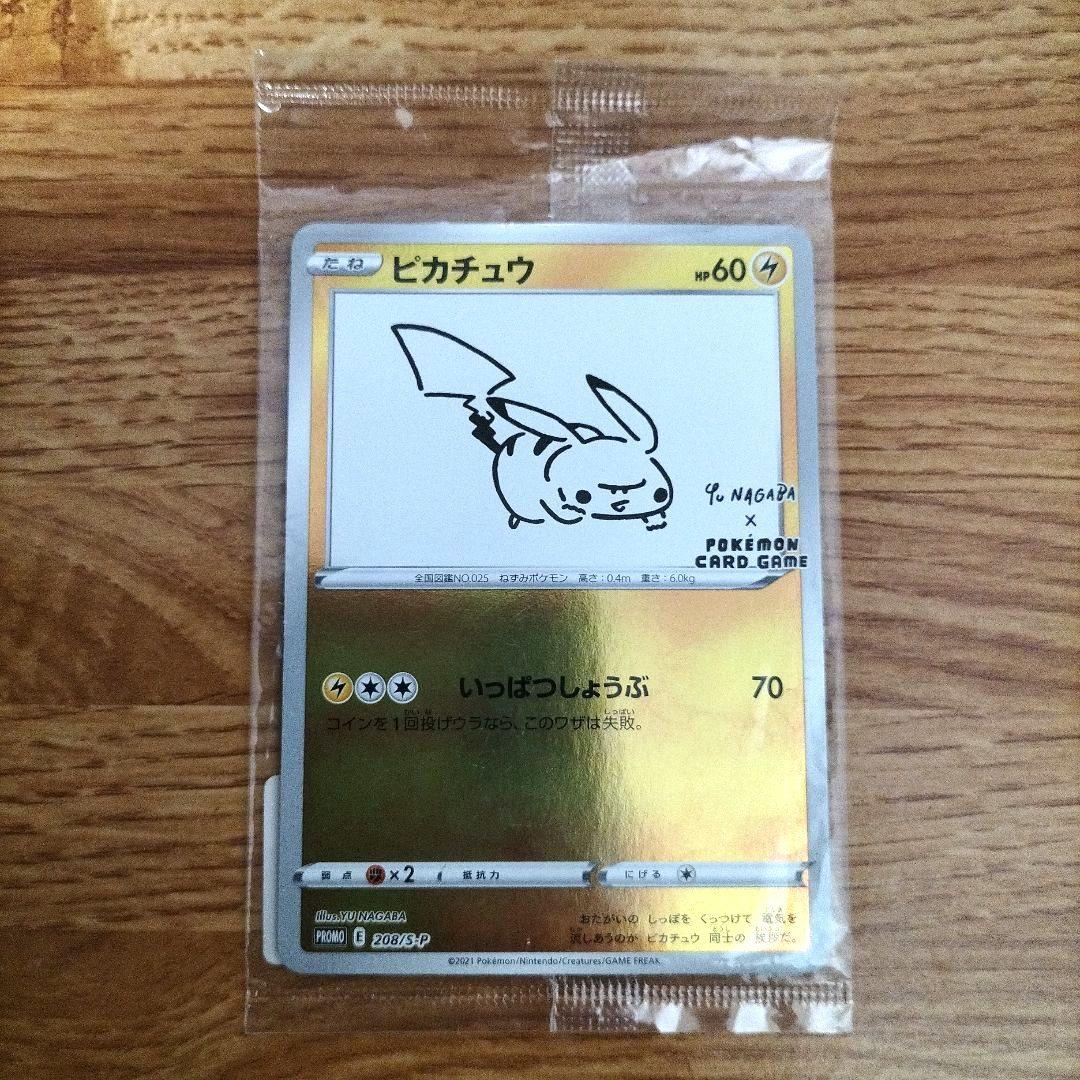 たね ピカチュウ HP60
YU NAGABA
×
POKÉMON
CARD GAME
全国図鑑NO.025 ねずみポケモン 高さ:0.4m 重さ:6.0kg
いっぱつしょうぶ 70
コインを1回投げウラなら、このワザは失敗。
弱点 ×2 抵抗力 にげる
illus.YU NAGABA
PROMO E 208/S-P
おたがいの しっぽを くっつけて 電気を
流しあうのが ピカチュウ 同士の 挨拶だ。
©2021 Pokémon/Nintendo/Creatures/GAME FREAK